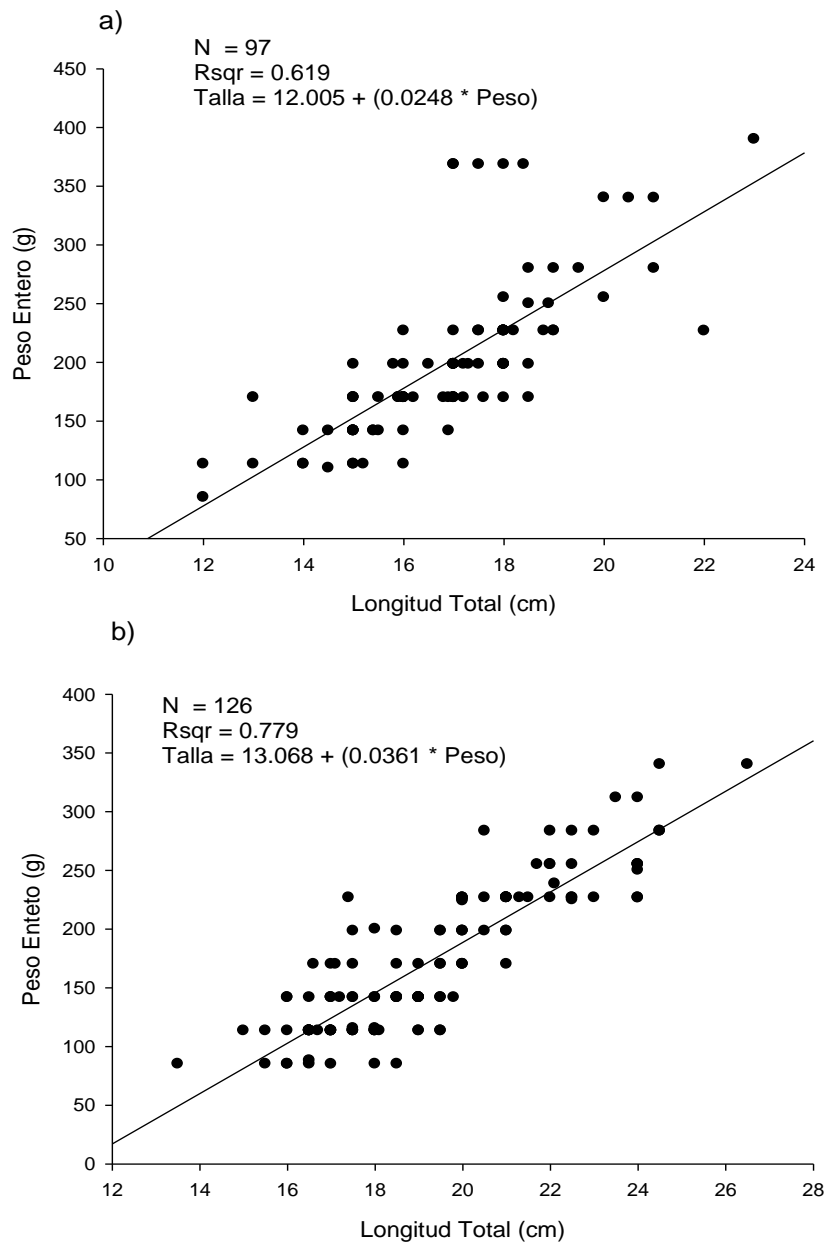 a)
N = 97
Rsqr = 0.619
Talla = 12.005 + (0.0248 * Peso)
450
400
350
300
250
200
150
100
50
Peso Entero (g)
10 12 14 16 18 20 22 24
Longitud Total (cm)
b)
N = 126
Rsqr = 0.779
Talla = 13.068 + (0.0361 * Peso)
400
350
300
250
200
150
100
50
0
Peso Enteto (g)
12 14 16 18 20 22 24 26 28
Longitud Total (cm)